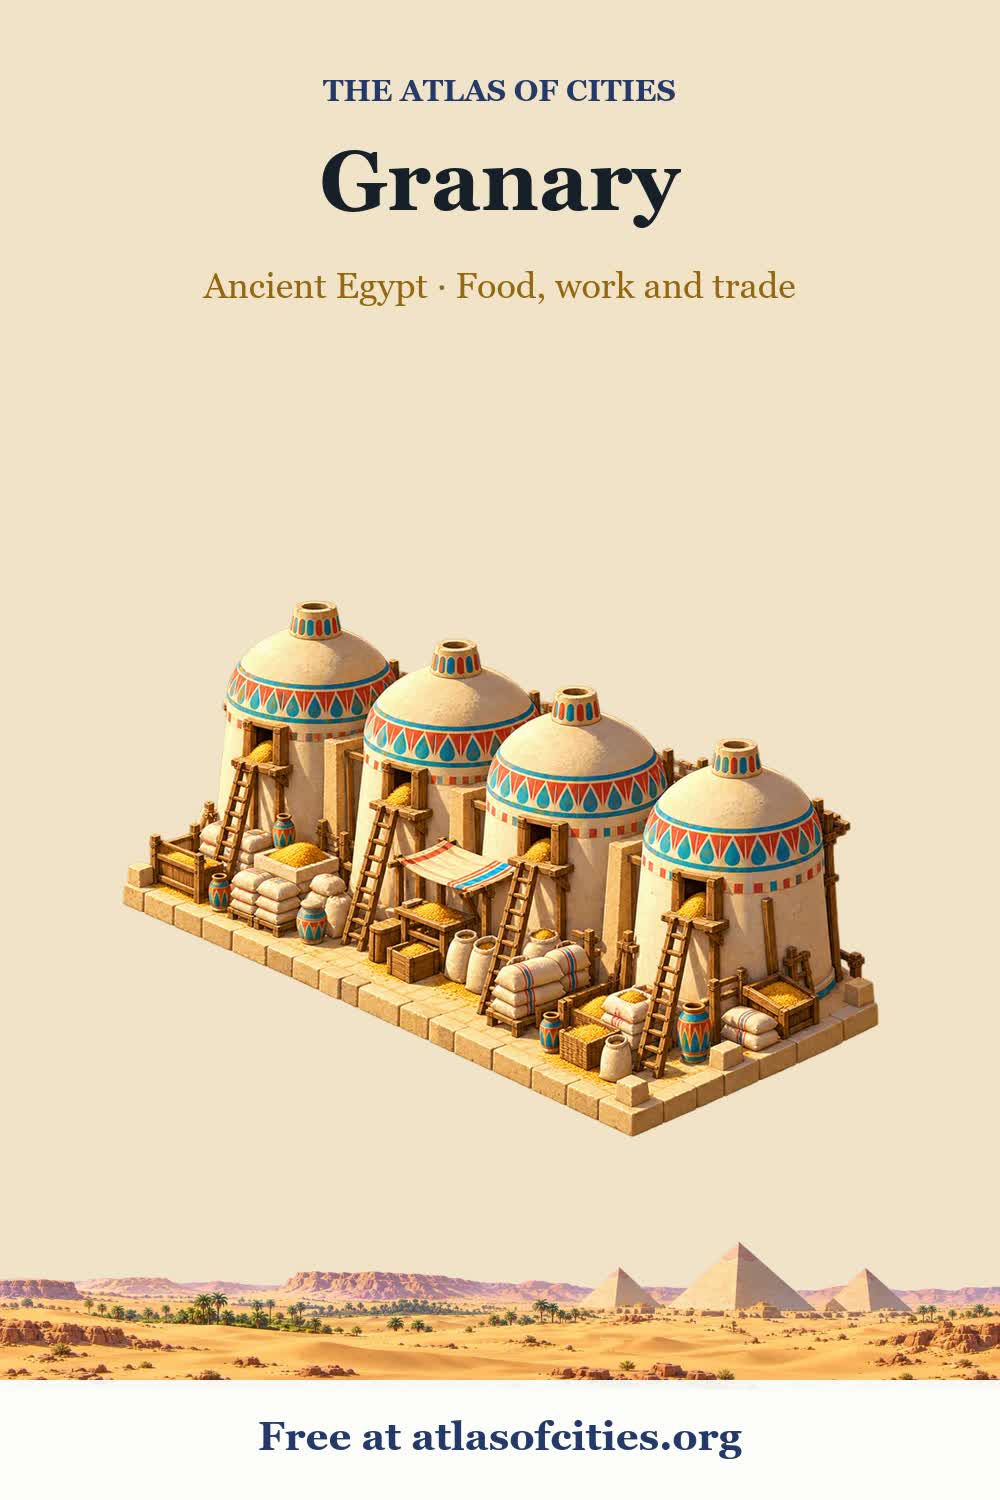 THE ATLAS OF CITIES
Granary
Ancient Egypt · Food, work and trade
Free at atlasofcities.org